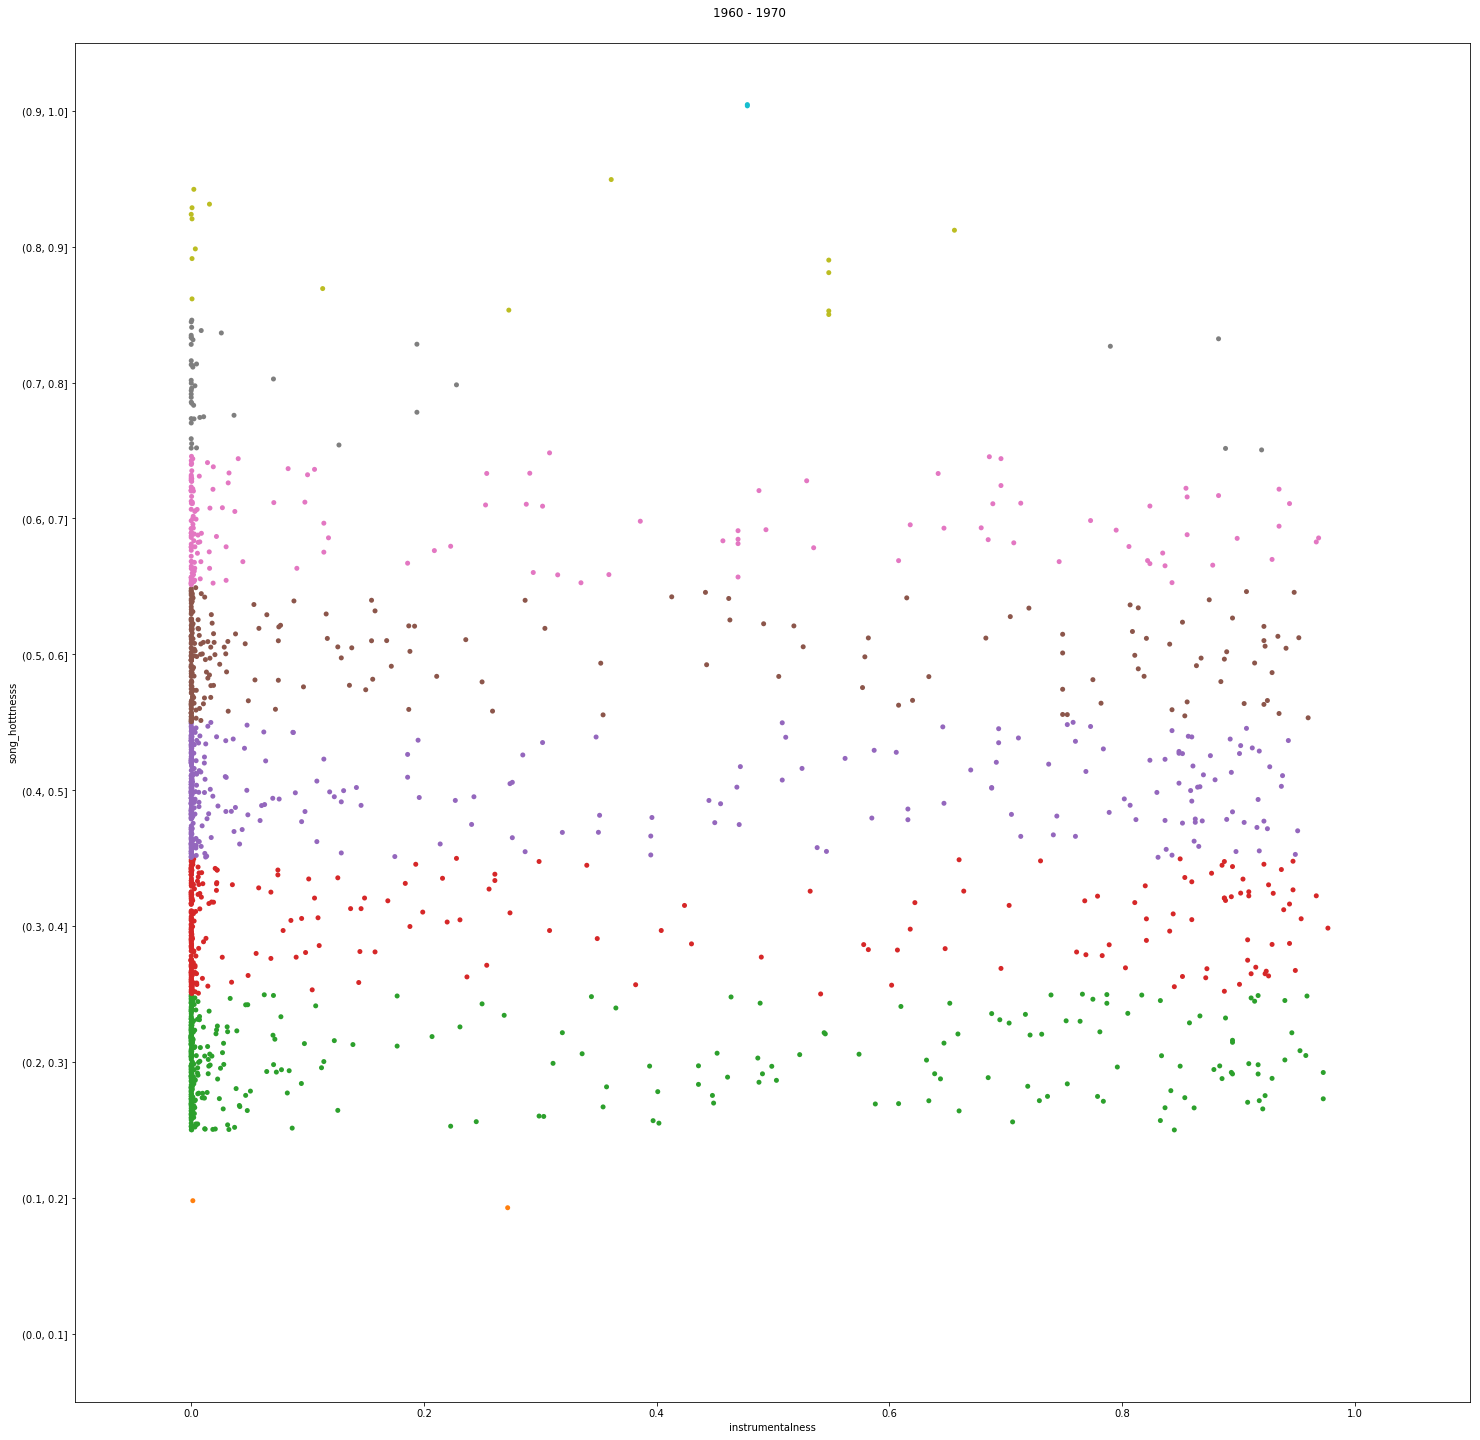 1960 - 1970
(0.9, 1.0]
(0.8, 0.9]
(0.7, 0.8]
(0.6, 0.7]
(0.5, 0.6]
(0.4, 0.5]
(0.3, 0.4]
(0.2, 0.3]
(0.1, 0.2]
(0.0, 0.1]
song_hotttnesss
0.0 0.2 0.4 0.6 0.8 1.0
instrumentalness